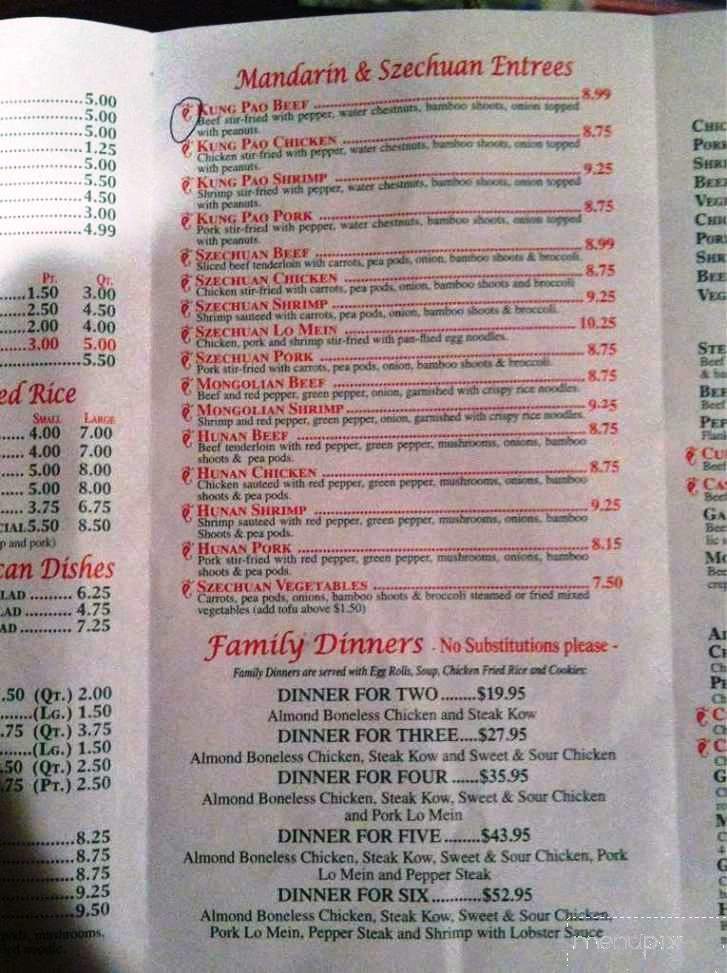 5.00
5.00
5.00
1.25
5.00
5.50
4.50
3.00
4.99
Pt. Qt.
1.50 3.00
2.50 4.50
2.00 4.00
3.00 5.00
5.50
ed Rice
Small Large
4.00 7.00
4.00 7.00
5.00 8.00
5.00 8.00
3.75 6.75
CIAL 5.50 8.50
p and pork)
can Dishes
LAD .......... 6.25
LAD .......... 4.75
AD ........... 7.25
.50 (Qt.) 2.00
(Lg.) 1.50
.75 (Qt.) 3.75
(Lg.) 1.50
.50 (Qt.) 2.50
.75 (Pt.) 2.50
8.25
8.75
8.75
9.25
9.50
Mandarin & Szechuan Entrees
Kung Pao Beef 8.99
Beef stir-fried with pepper, water chestnuts, bamboo shoots, onion topped
with peanuts.
Kung Pao Chicken 8.75
Chicken stir-fried with pepper, water chestnuts, bamboo shoots, onion topped
with peanuts.
Kung Pao Shrimp 9.25
Shrimp stir-fried with pepper, water chestnuts, bamboo shoots, onion topped
with peanuts.
Kung Pao Pork 8.75
Pork stir-fried with pepper, water chestnuts, bamboo shoots, onion topped
with peanuts.
Szechuan Beef 8.99
Sliced beef tenderloin with carrots, pea pods, onion, bamboo shoots & broccoli.
Szechuan Chicken 8.75
Chicken stir-fried with carrots, pea pods, onion, bamboo shoots and broccoli
Szechuan Shrimp 9.25
Shrimp sauteed with carrots, pea pods, onion, bamboo shoots & broccoli.
Szechuan Lo Mein 10.25
Chicken, pork and shrimp stir-fried with pan-fried egg noodles.
Szechuan Pork 8.75
Pork stir-fried with carrots, pea pods, onion, bamboo shoots & broccoli.
Mongolian Beef 8.75
Beef and red pepper, green pepper, onion, garnished with crispy rice noodles.
Mongolian Shrimp 9.25
Shrimp and red pepper, green pepper, onion, garnished with crispy rice noodles.
Hunan Beef 8.75
Beef tenderloin with red pepper, green pepper, mushrooms, onions, bamboo
shoots & pea pods.
Hunan Chicken 8.75
Chicken sauteed with red pepper, green pepper, mushrooms, onions, bamboo
shoots & pea pods.
Hunan Shrimp 9.25
Shrimp sauteed with red pepper, green pepper, mushrooms, onions, bamboo
Shoots & pea pods.
Hunan Pork 8.15
Pork stir-fried with red pepper, green pepper, mushrooms, onions, bamboo
shoots & pea pods.
Szechuan Vegetables 7.50
Carrots, pea pods, onions, bamboo shoots & broccoli steamed or fried mixed
vegetables (add tofu above $1.50)
Family Dinners - No Substitutions please -
Family Dinners are served with Egg Rolls, Soup, Chicken Fried Rice and Cookies:
DINNER FOR TWO ........$19.95
Almond Boneless Chicken and Steak Kow
DINNER FOR THREE....$27.95
Almond Boneless Chicken, Steak Kow and Sweet & Sour Chicken
DINNER FOR FOUR ......$35.95
Almond Boneless Chicken, Steak Kow, Sweet & Sour Chicken
and Pork Lo Mein
DINNER FOR FIVE ........$43.95
Almond Boneless Chicken, Steak Kow, Sweet & Sour Chicken, Pork
Lo Mein and Pepper Steak
DINNER FOR SIX ...........$52.95
Almond Boneless Chicken, Steak Kow, Sweet & Sour Chicken,
Pork Lo Mein, Pepper Steak and Shrimp with Lobster Sauce
menupix